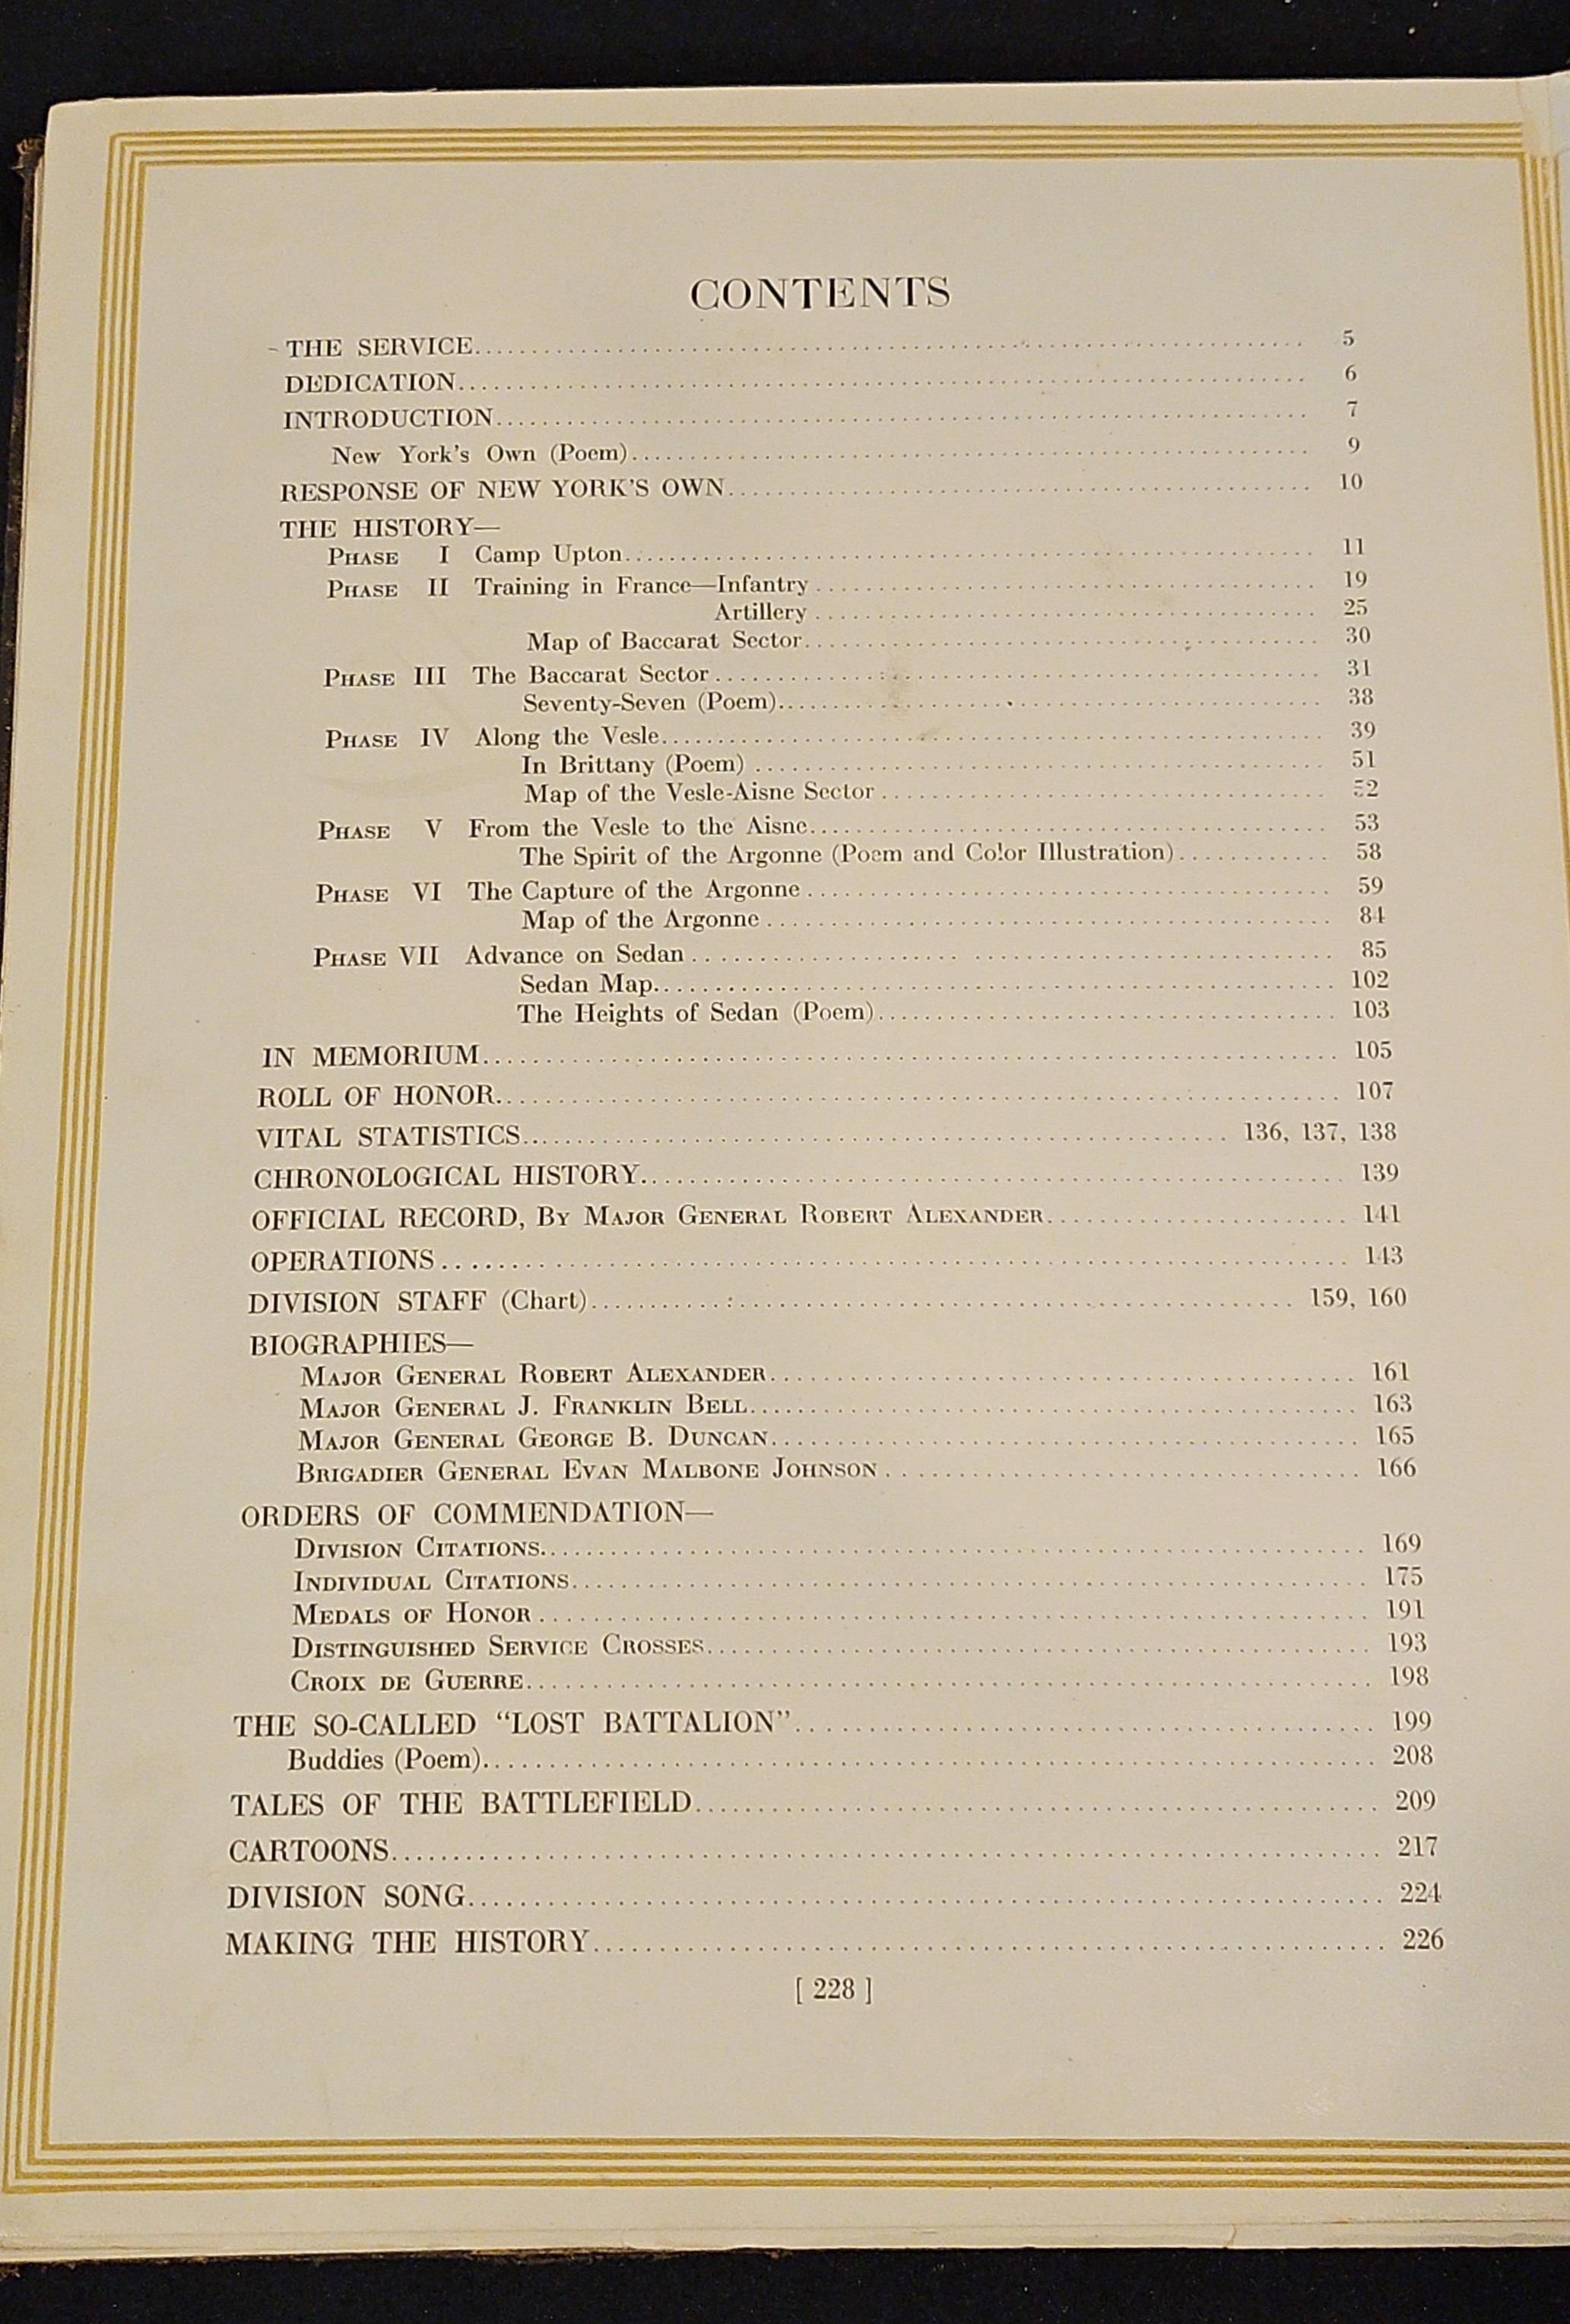 CONTENTS
THE SERVICE........ 5
DEDICATION........ 6
INTRODUCTION........ 7
New York's Own (Poem)........ 9
RESPONSE OF NEW YORK'S OWN........ 10
THE HISTORY—
PHASE I Camp Upton........ 11
PHASE II Training in France—Infantry........ 19
Artillery........ 25
Map of Baccarat Sector........ 30
PHASE III The Baccarat Sector........ 31
Seventy-Seven (Poem)........ 38
PHASE IV Along the Vesle........ 39
In Brittany (Poem)........ 51
Map of the Vesle-Aisne Sector........ 52
PHASE V From the Vesle to the Aisne........ 53
The Spirit of the Argonne (Poem and Color Illustration)........ 58
PHASE VI The Capture of the Argonne........ 59
Map of the Argonne........ 84
PHASE VII Advance on Sedan........ 85
Sedan Map........ 102
The Heights of Sedan (Poem)........ 103
IN MEMORIUM........ 105
ROLL OF HONOR........ 107
VITAL STATISTICS........ 136, 137, 138
CHRONOLOGICAL HISTORY........ 139
OFFICIAL RECORD, BY MAJOR GENERAL ROBERT ALEXANDER........ 141
OPERATIONS........ 143
DIVISION STAFF (Chart)........ 159, 160
BIOGRAPHIES—
MAJOR GENERAL ROBERT ALEXANDER........ 161
MAJOR GENERAL J. FRANKLIN BELL........ 163
MAJOR GENERAL GEORGE B. DUNCAN........ 165
BRIGADIER GENERAL EVAN MALBONE JOHNSON........ 166
ORDERS OF COMMENDATION—
DIVISION CITATIONS........ 169
INDIVIDUAL CITATIONS........ 175
MEDALS OF HONOR........ 191
DISTINGUISHED SERVICE CROSSES........ 193
CROIX DE GUERRE........ 198
THE SO-CALLED "LOST BATTALION"........ 199
Buddies (Poem)........ 208
TALES OF THE BATTLEFIELD........ 209
CARTOONS........ 217
DIVISION SONG........ 224
MAKING THE HISTORY........ 226
[ 228 ]